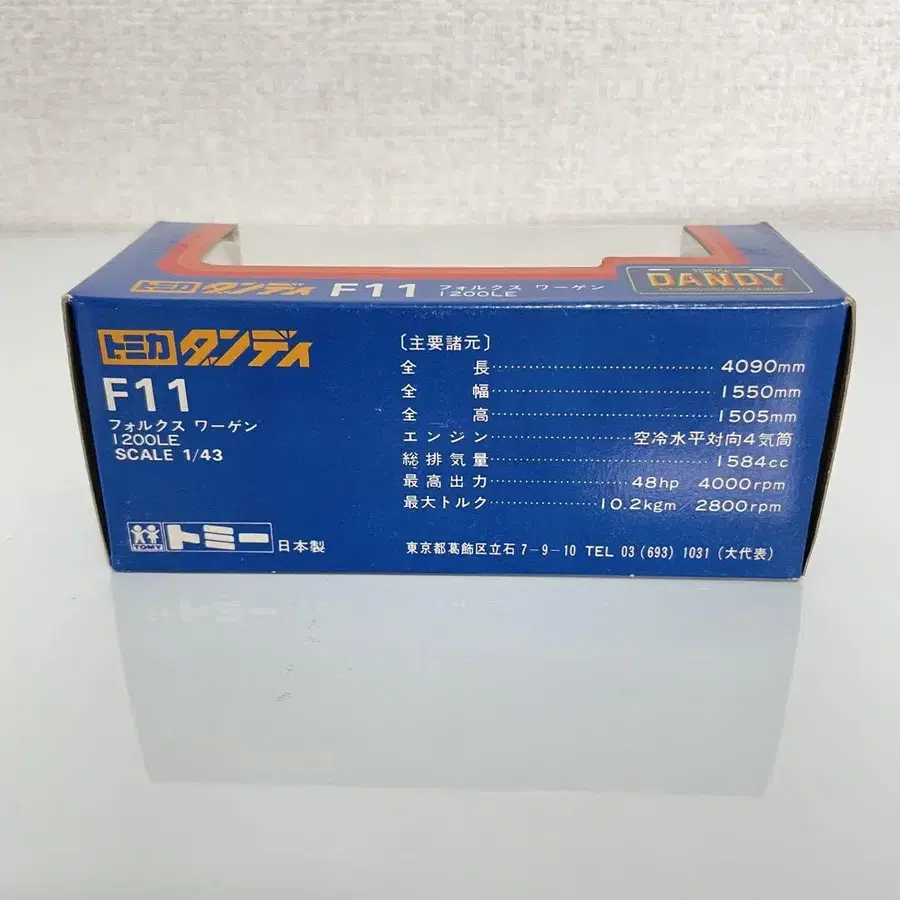 トミカ ダンディ F11 フォルクス ワーゲン
1200LE
TOMICA
DANDY
トミカ ダンディ
F11
フォルクス ワーゲン
1200LE
SCALE 1/43
〔主要諸元〕
全長 4090mm
全幅 1550mm
全高 1505mm
エンジン 空冷水平対向4気筒
総排気量 1584cc
最高出力 48hp 4000rpm
最大トルク 10.2kgm 2800rpm
TOMY トミー 日本製
東京都葛飾区立石7-9-10 TEL 03(693)1031(大代表)